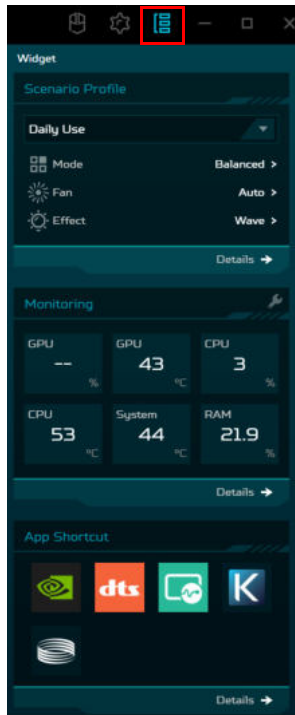 Widget
Scenario Profile
Daily Use
Mode Balanced >
Fan Auto >
Effect Wave >
Details →
Monitoring
GPU GPU CPU
-- 43 3
% °C %
CPU System RAM
53 44 21.9
°C °C %
Details →
App Shortcut
dts K
Details →